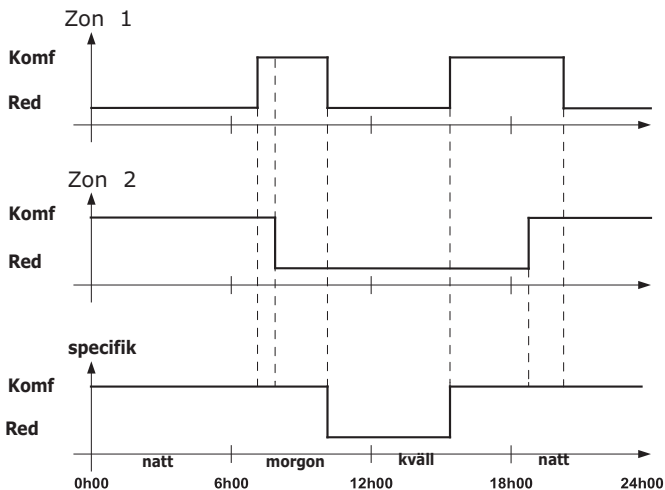 Zon 1
Komf
Red
Zon 2
Komf
Red
specifik
Komf
Red
natt morgon kväll natt
0h00 6h00 12h00 18h00 24h00